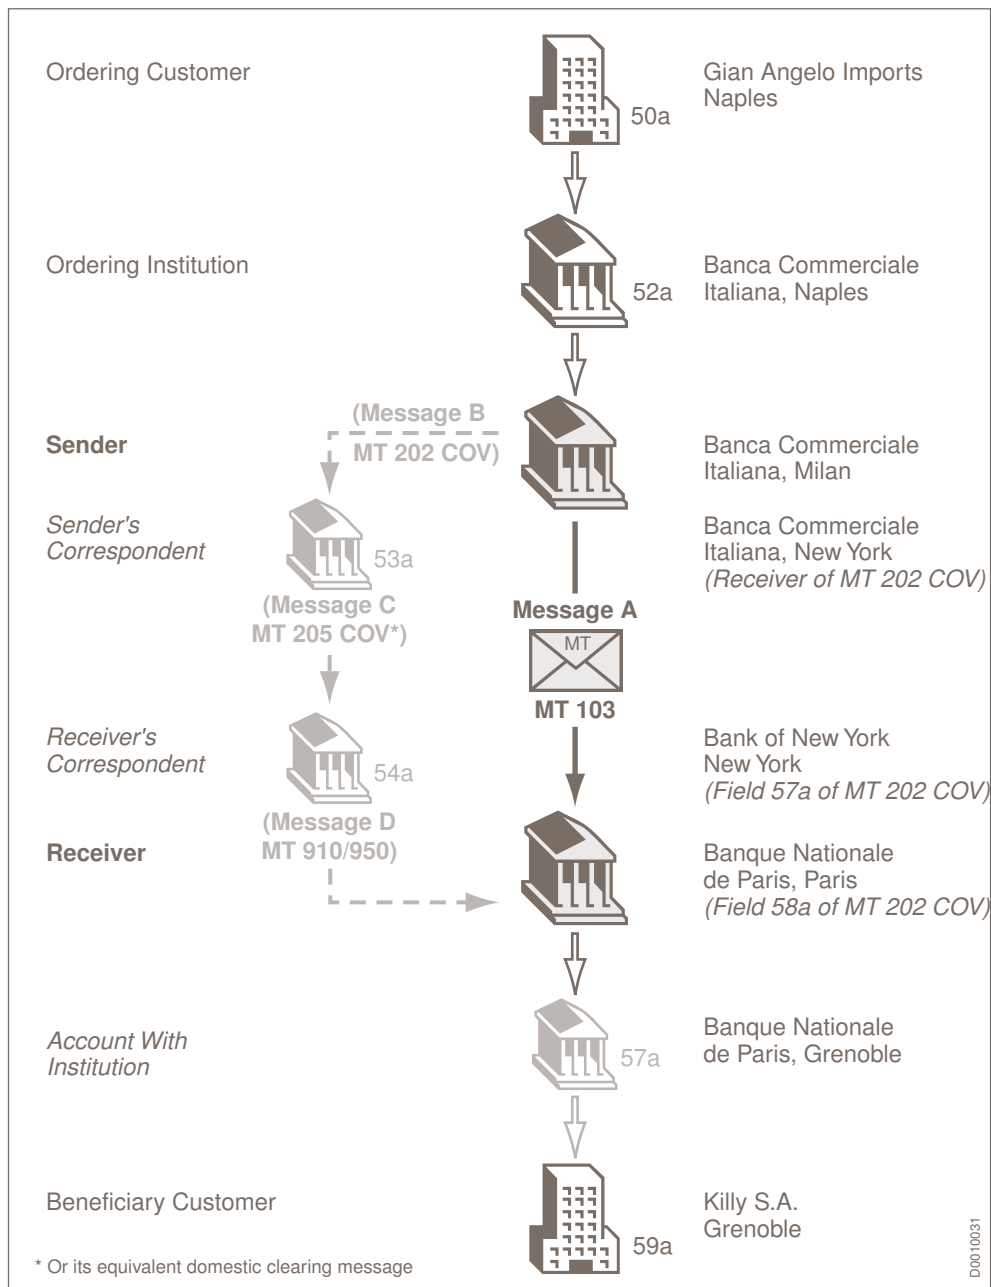 Ordering Customer
50a
Gian Angelo Imports
Naples
Ordering Institution
52a
Banca Commerciale
Italiana, Naples
(Message B
MT 202 COV)
Sender
Banca Commerciale
Italiana, Milan
Sender's
Correspondent
53a
Banca Commerciale
Italiana, New York
(Receiver of MT 202 COV)
(Message C
MT 205 COV*)
Message A
MT
MT 103
Receiver's
Correspondent
54a
Bank of New York
New York
(Field 57a of MT 202 COV)
(Message D
MT 910/950)
Receiver
Banque Nationale
de Paris, Paris
(Field 58a of MT 202 COV)
Account With
Institution
57a
Banque Nationale
de Paris, Grenoble
Beneficiary Customer
59a
Killy S.A.
Grenoble
* Or its equivalent domestic clearing message
D0010031